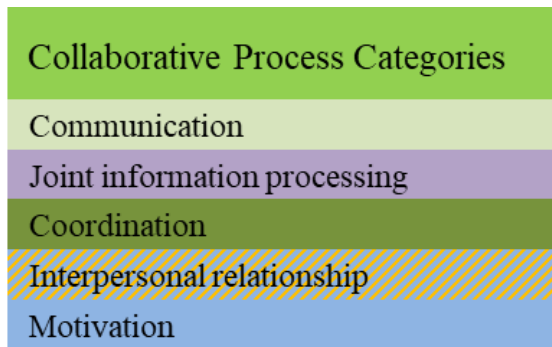 Collaborative Process Categories
Communication
Joint information processing
Coordination
Interpersonal relationship
Motivation